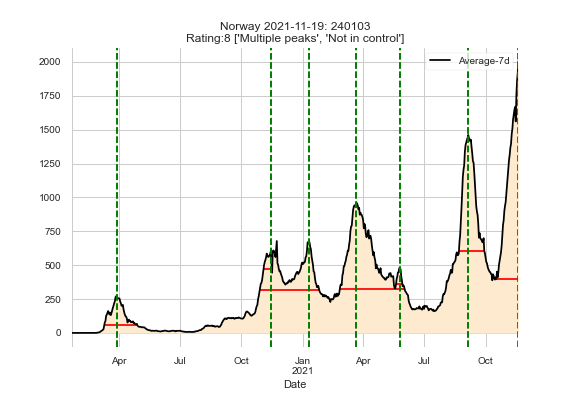 Norway 2021-11-19: 240103
Rating:8 ['Multiple peaks', 'Not in control']
Average-7d
2000
1750
1500
1250
1000
750
500
250
0
Apr Jul Oct Jan Apr Jul Oct
2021
Date